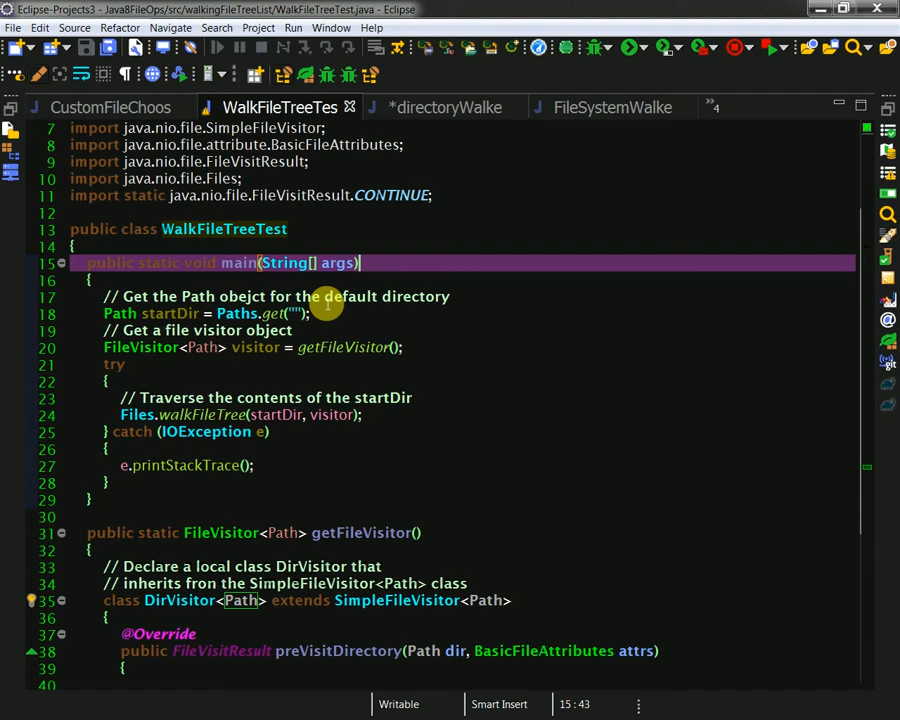 Eclipse-Projects3 - Java8FileOps/src/walkingFileTreeList/WalkFileTreeTest.java - Eclipse
File Edit Source Refactor Navigate Search Project Run Window Help
CustomFileChoos WalkFileTreeTes *directoryWalke FileSystemWalke »4
7 import java.nio.file.SimpleFileVisitor;
8 import java.nio.file.attribute.BasicFileAttributes;
9 import java.nio.file.FileVisitResult;
10 import java.nio.file.Files;
11 import static java.nio.file.FileVisitResult.CONTINUE;
12
13 public class WalkFileTreeTest
14 {
15 public static void main(String[] args)
16 {
17 // Get the Path obejct for the default directory
18 Path startDir = Paths.get("");
19 // Get a file visitor object
20 FileVisitor<Path> visitor = getFileVisitor();
21 try
22 {
23 // Traverse the contents of the startDir
24 Files.walkFileTree(startDir, visitor);
25 } catch (IOException e)
26 {
27 e.printStackTrace();
28 }
29 }
30
31 public static FileVisitor<Path> getFileVisitor()
32 {
33 // Declare a local class DirVisitor that
34 // inherits fron the SimpleFileVisitor<Path> class
35 class DirVisitor<Path> extends SimpleFileVisitor<Path>
36 {
37 @Override
38 public FileVisitResult preVisitDirectory(Path dir, BasicFileAttributes attrs)
39 {
40
Writable Smart Insert 15 : 43